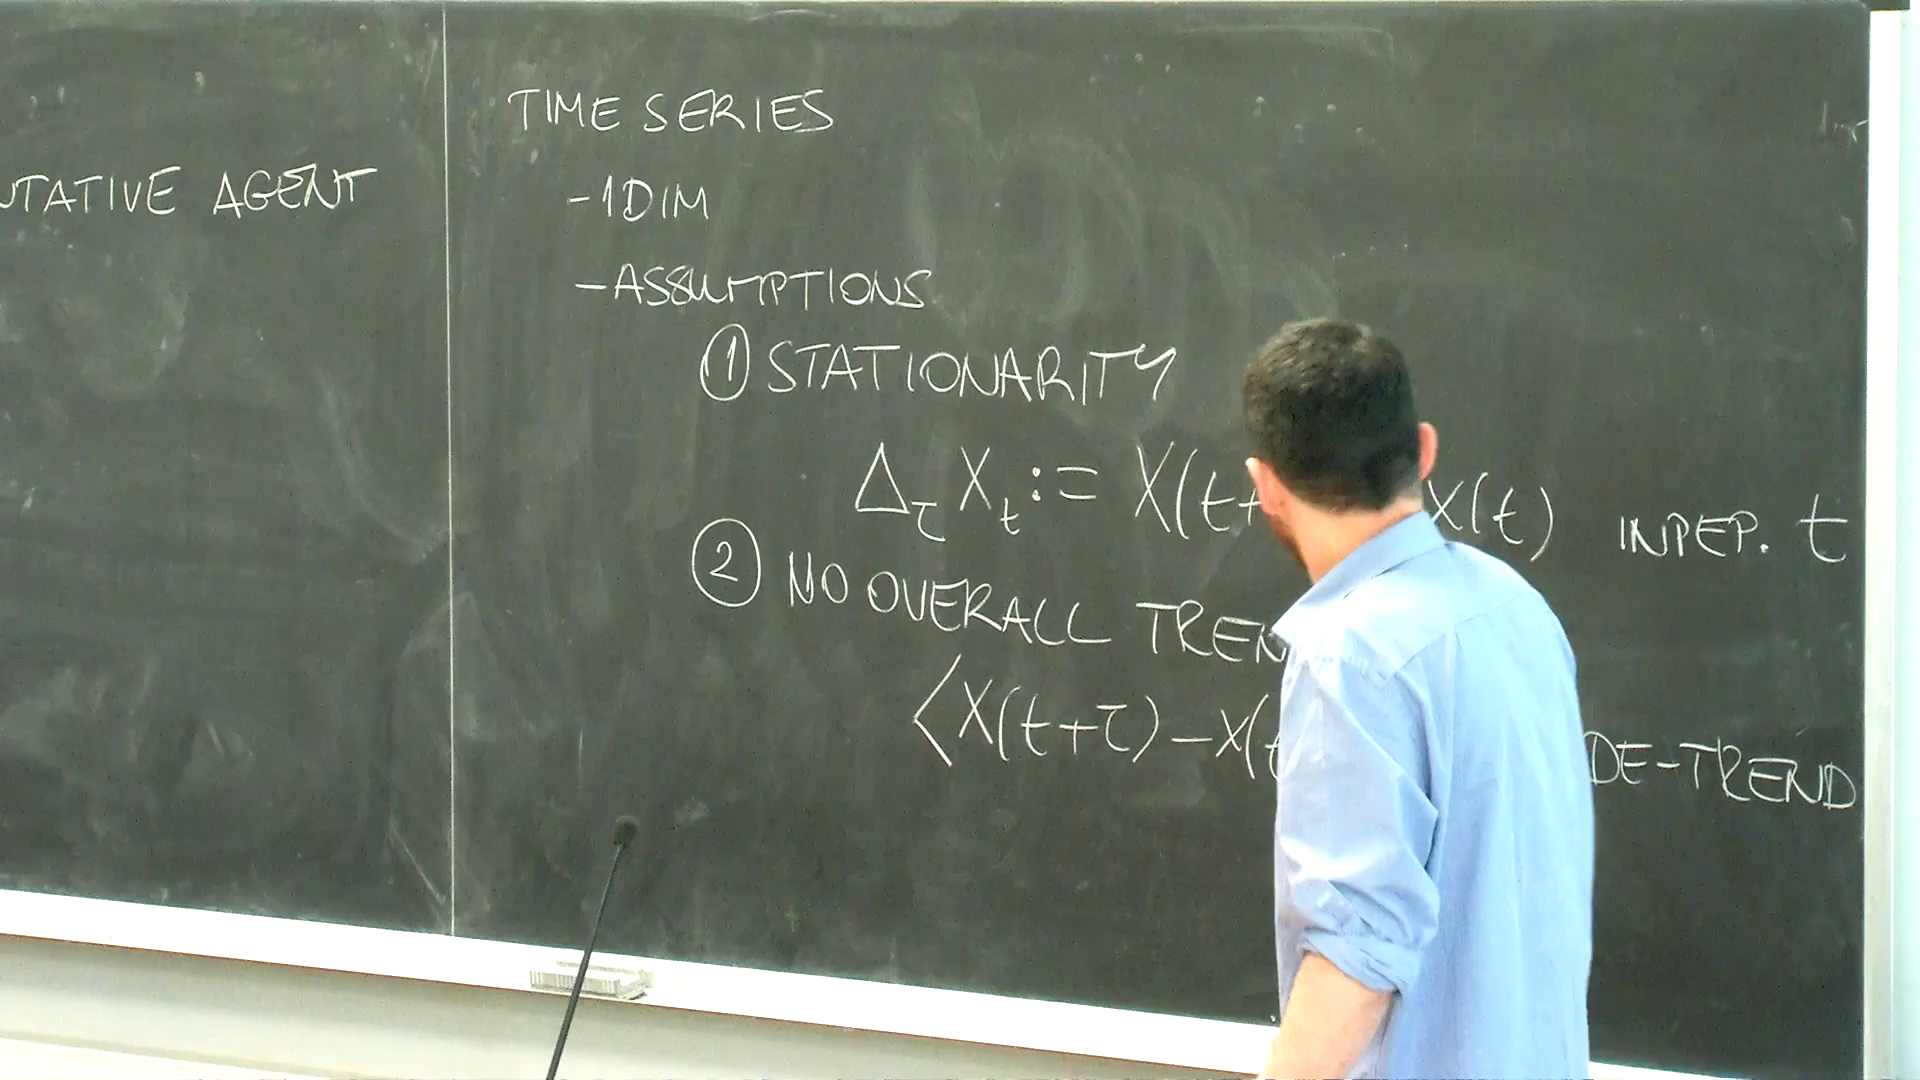 TATIVE AGENT
TIME SERIES
-1DIM
-ASSUMPTIONS
① STATIONARITY
Δ_τ X_t := X(t+ X(t) INDEP. t
② NO OVERALL TREN
⟨X(t+τ)-X(t DE-TREND